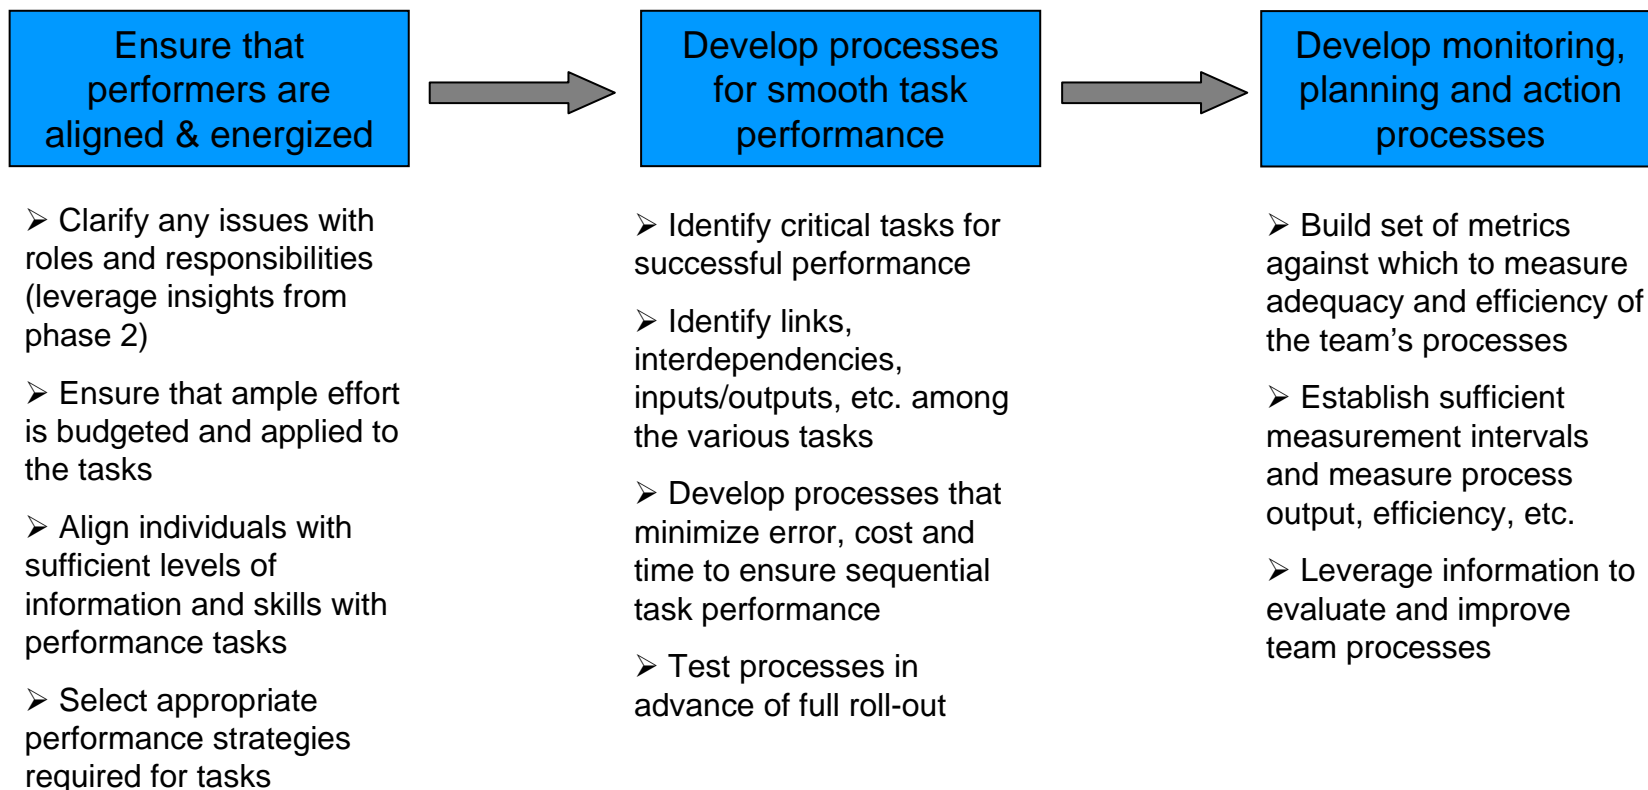 Ensure that
performers are
aligned & energized
Develop processes
for smooth task
performance
Develop monitoring,
planning and action
processes
➢ Clarify any issues with
roles and responsibilities
(leverage insights from
phase 2)
➢ Ensure that ample effort
is budgeted and applied to
the tasks
➢ Align individuals with
sufficient levels of
information and skills with
performance tasks
➢ Select appropriate
performance strategies
required for tasks
➢ Identify critical tasks for
successful performance
➢ Identify links,
interdependencies,
inputs/outputs, etc. among
the various tasks
➢ Develop processes that
minimize error, cost and
time to ensure sequential
task performance
➢ Test processes in
advance of full roll-out
➢ Build set of metrics
against which to measure
adequacy and efficiency of
the team’s processes
➢ Establish sufficient
measurement intervals
and measure process
output, efficiency, etc.
➢ Leverage information to
evaluate and improve
team processes